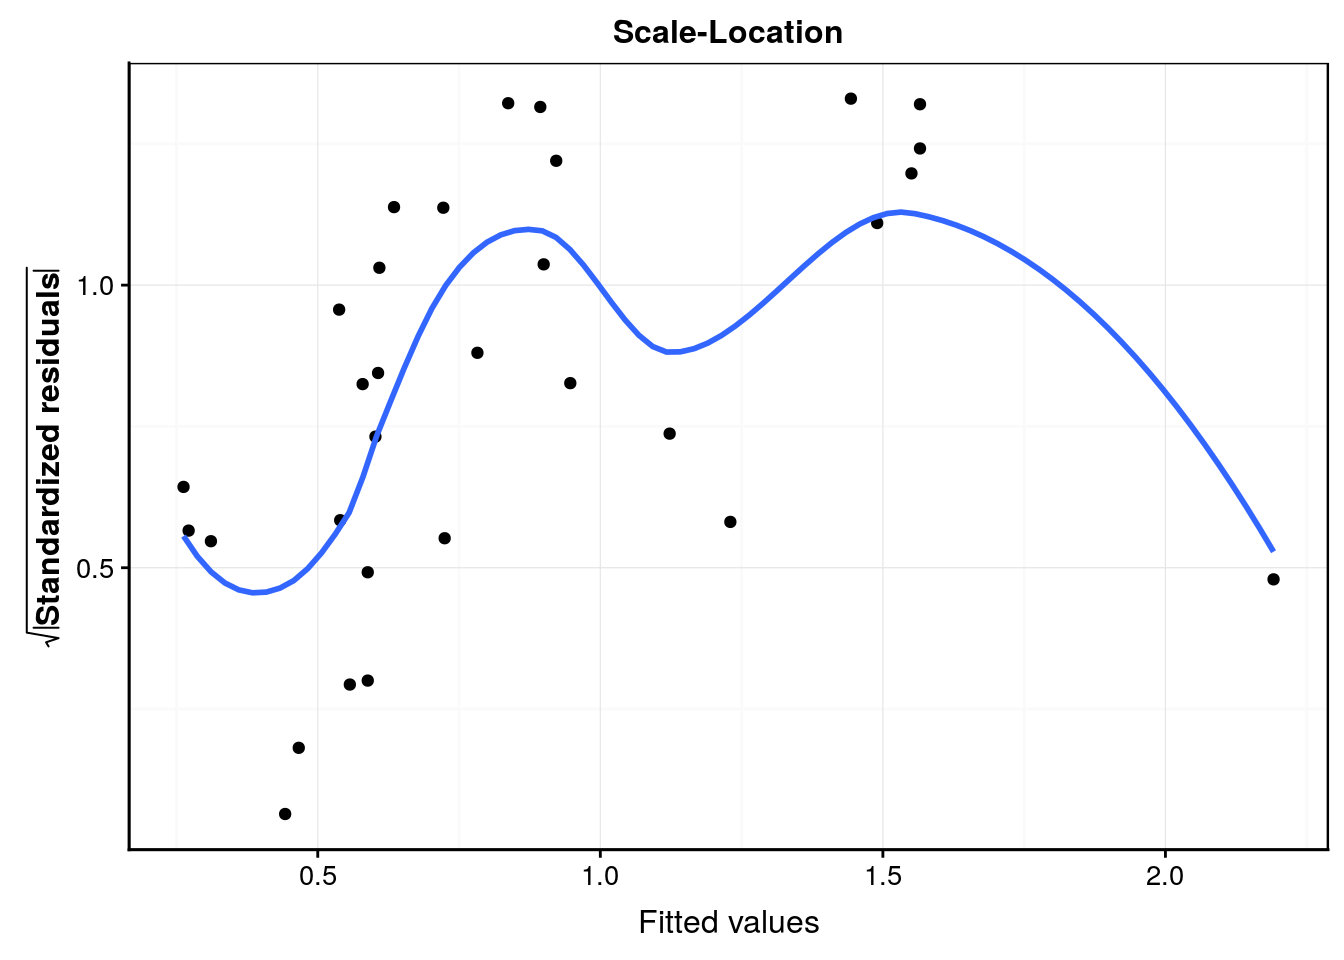 Scale-Location
√|Standardized residuals|
1.0
0.5
0.5 1.0 1.5 2.0
Fitted values